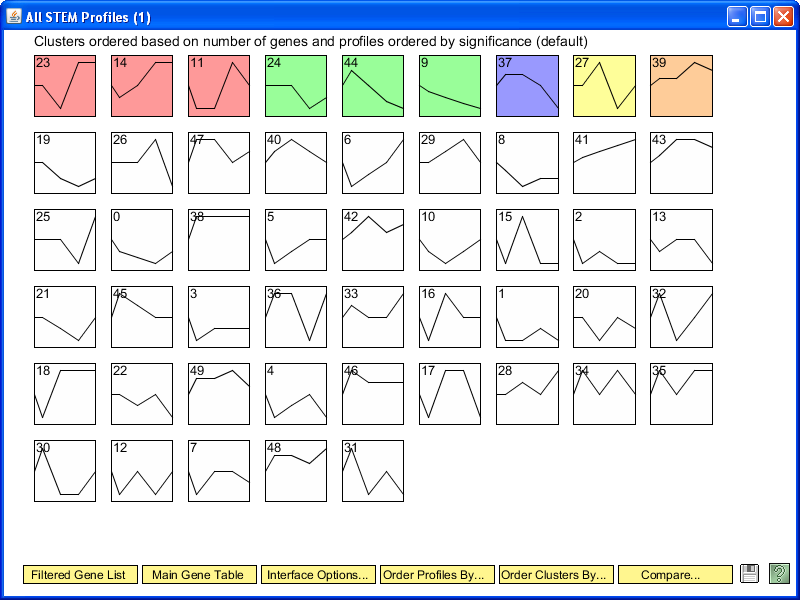 All STEM Profiles (1)
Clusters ordered based on number of genes and profiles ordered by significance (default)
23 14 11 24 44 9 37 27 39
19 26 47 40 6 29 8 41 43
25 0 38 5 42 10 15 2 13
21 45 3 36 33 16 1 20 32
18 22 49 4 46 17 28 34 35
30 12 7 48 31
Filtered Gene List Main Gene Table Interface Options... Order Profiles By... Order Clusters By... Compare... ?